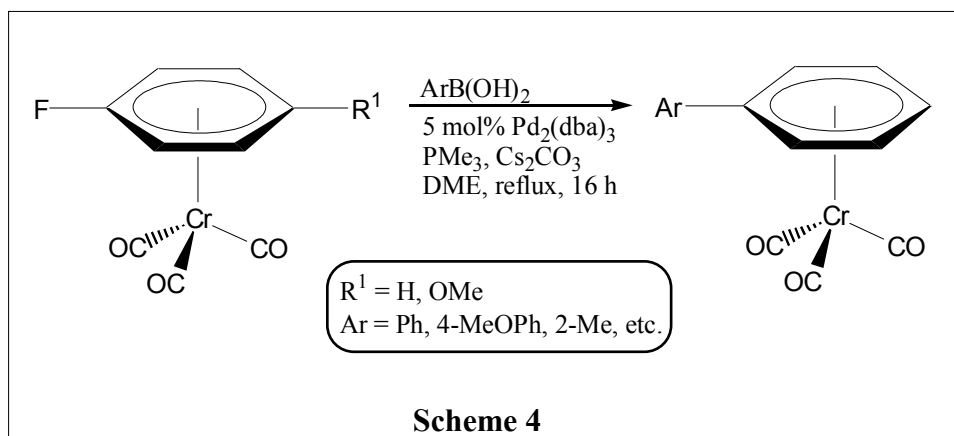 F
R¹
ArB(OH)₂
5 mol% Pd₂(dba)₃
PMe₃, Cs₂CO₃
DME, reflux, 16 h
Ar
Cr
OC
CO
OC
Cr
OC
CO
OC
R¹ = H, OMe
Ar = Ph, 4-MeOPh, 2-Me, etc.
Scheme 4